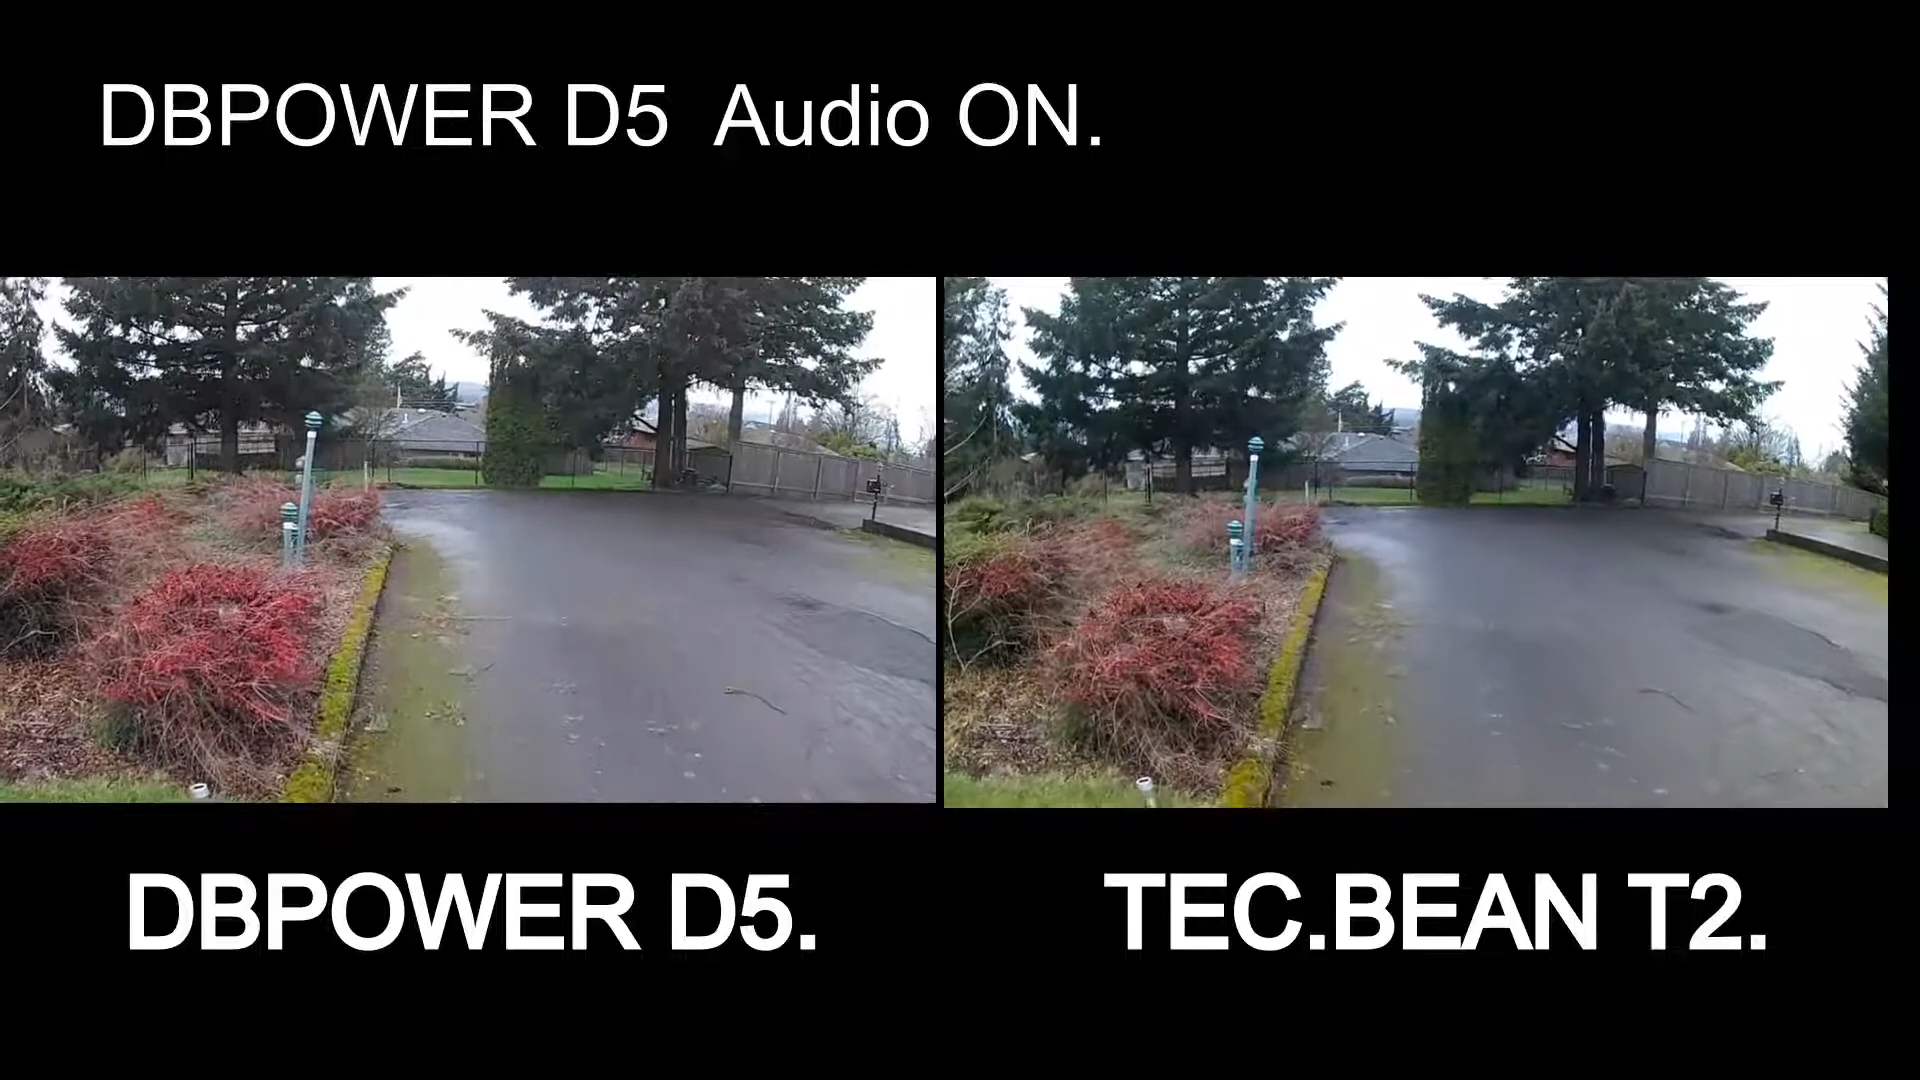 DBPOWER D5  Audio ON.
DBPOWER D5.
TEC.BEAN T2.